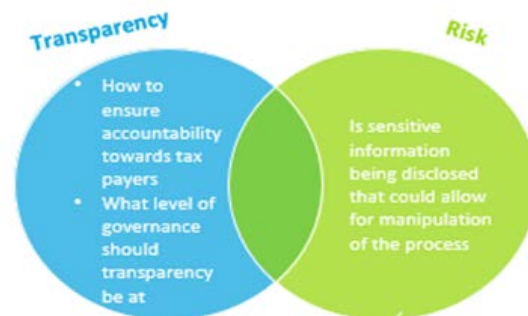 Transparency
Risk
• How to
ensure
accountability
towards tax
payers
• What level of
governance
should
transparency
be at
Is sensitive
information
being disclosed
that could allow
for manipulation
of the process